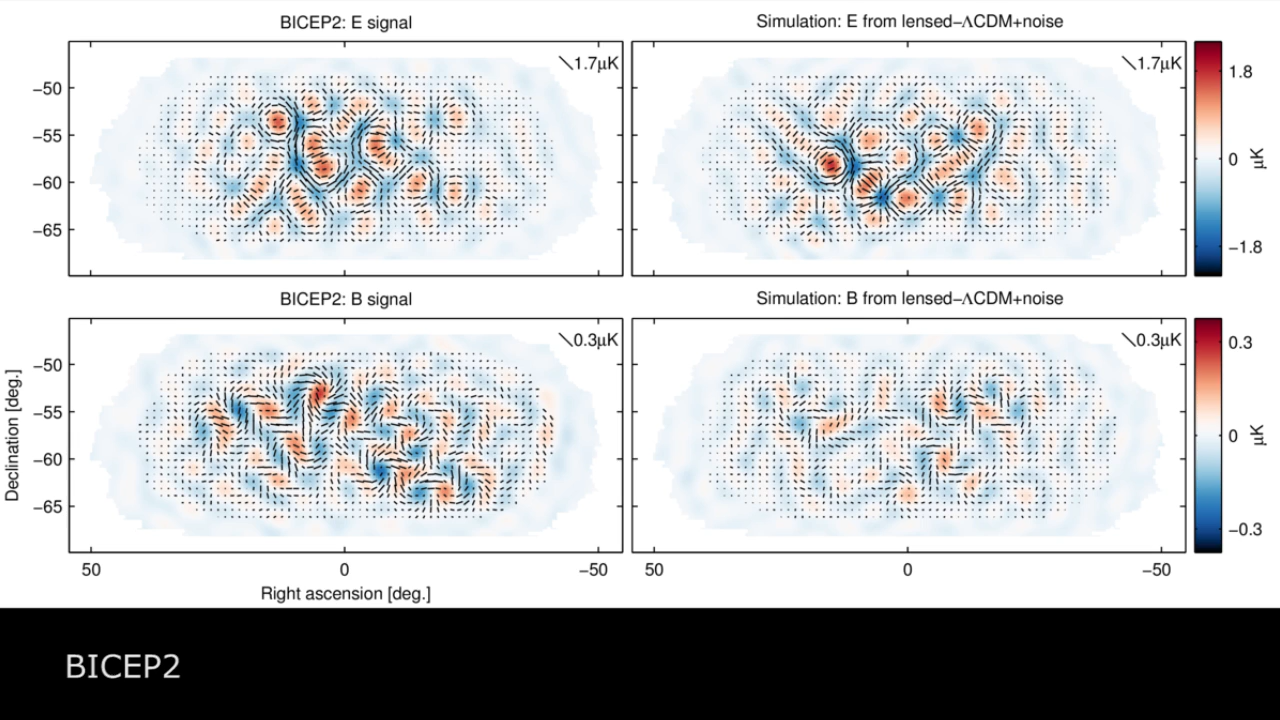 BICEP2: E signal
Simulation: E from lensed−ΛCDM+noise
1.7μK
1.7μK
−50
−55
−60
−65
1.8
0
−1.8
μK
BICEP2: B signal
Simulation: B from lensed−ΛCDM+noise
0.3μK
0.3μK
−50
−55
−60
−65
Declination [deg.]
0.3
0
−0.3
μK
50
0
−50
50
0
−50
Right ascension [deg.]
BICEP2